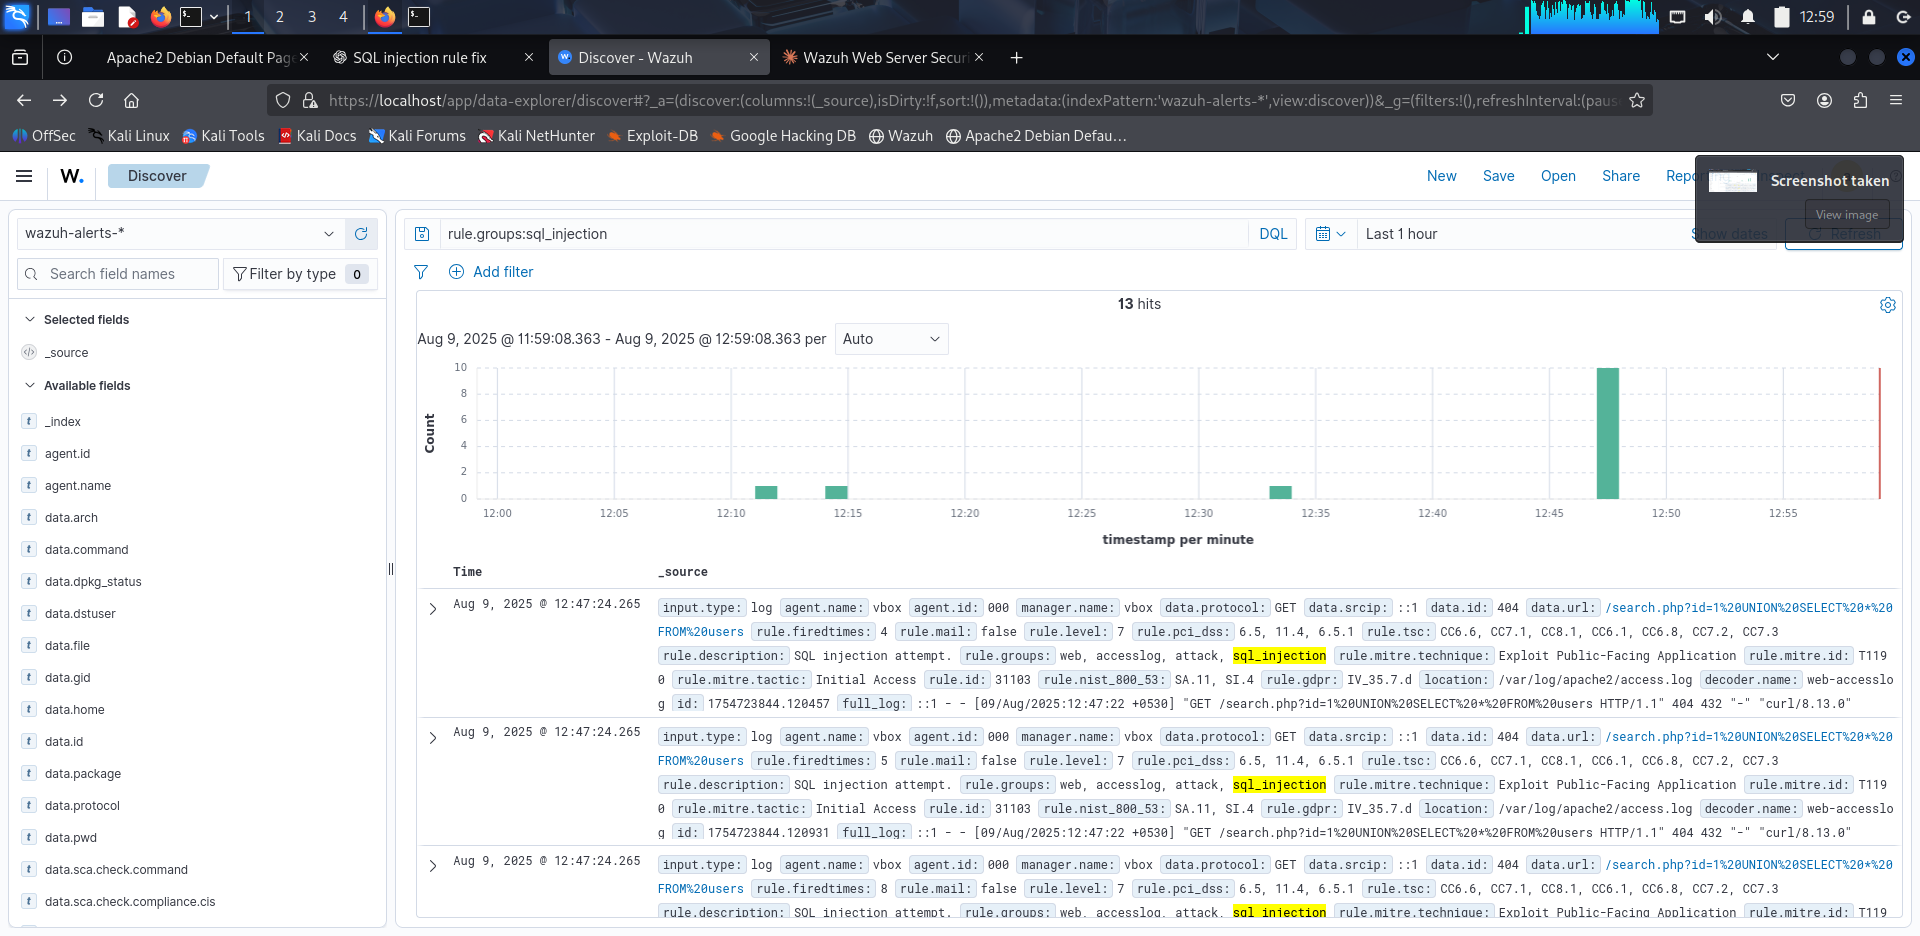 1 2 3 4 12:59
Apache2 Debian Default Page SQL injection rule fix Discover - Wazuh Wazuh Web Server Securi
https://localhost/app/data-explorer/discover#?_a=(discover:(columns:!(_source),isDirty:!f,sort:!()),metadata:(indexPattern:'wazuh-alerts-*',view:discover))&_g=(filters:!(),refreshInterval:(paus
OffSec Kali Linux Kali Tools Kali Docs Kali Forums Kali NetHunter Exploit-DB Google Hacking DB Wazuh Apache2 Debian Defau…
W. Discover New Save Open Share Repor
Screenshot taken
View image
wazuh-alerts-*
rule.groups:sql_injection DQL Last 1 hour Show dates Refresh
Search field names Filter by type 0
Add filter
Selected fields
_source
Available fields
_index
agent.id
agent.name
data.arch
data.command
data.dpkg_status
data.dstuser
data.file
data.gid
data.home
data.id
data.package
data.protocol
data.pwd
data.sca.check.command
data.sca.check.compliance.cis
13 hits
Aug 9, 2025 @ 11:59:08.363 - Aug 9, 2025 @ 12:59:08.363 per Auto
10
8
6
4
2
0
Count
12:00 12:05 12:10 12:15 12:20 12:25 12:30 12:35 12:40 12:45 12:50 12:55
timestamp per minute
Time _source
Aug 9, 2025 @ 12:47:24.265 input.type: log agent.name: vbox agent.id: 000 manager.name: vbox data.protocol: GET data.srcip: ::1 data.id: 404 data.url: /search.php?id=1%20UNION%20SELECT%20*%20
FROM%20users rule.firedtimes: 4 rule.mail: false rule.level: 7 rule.pci_dss: 6.5, 11.4, 6.5.1 rule.tsc: CC6.6, CC7.1, CC8.1, CC6.1, CC6.8, CC7.2, CC7.3
rule.description: SQL injection attempt. rule.groups: web, accesslog, attack, sql_injection rule.mitre.technique: Exploit Public-Facing Application rule.mitre.id: T119
0 rule.mitre.tactic: Initial Access rule.id: 31103 rule.nist_800_53: SA.11, SI.4 rule.gdpr: IV_35.7.d location: /var/log/apache2/access.log decoder.name: web-accesslo
g id: 1754723844.120457 full_log: ::1 - - [09/Aug/2025:12:47:22 +0530] "GET /search.php?id=1%20UNION%20SELECT%20*%20FROM%20users HTTP/1.1" 404 432 "-" "curl/8.13.0"
Aug 9, 2025 @ 12:47:24.265 input.type: log agent.name: vbox agent.id: 000 manager.name: vbox data.protocol: GET data.srcip: ::1 data.id: 404 data.url: /search.php?id=1%20UNION%20SELECT%20*%20
FROM%20users rule.firedtimes: 5 rule.mail: false rule.level: 7 rule.pci_dss: 6.5, 11.4, 6.5.1 rule.tsc: CC6.6, CC7.1, CC8.1, CC6.1, CC6.8, CC7.2, CC7.3
rule.description: SQL injection attempt. rule.groups: web, accesslog, attack, sql_injection rule.mitre.technique: Exploit Public-Facing Application rule.mitre.id: T119
0 rule.mitre.tactic: Initial Access rule.id: 31103 rule.nist_800_53: SA.11, SI.4 rule.gdpr: IV_35.7.d location: /var/log/apache2/access.log decoder.name: web-accesslo
g id: 1754723844.120931 full_log: ::1 - - [09/Aug/2025:12:47:22 +0530] "GET /search.php?id=1%20UNION%20SELECT%20*%20FROM%20users HTTP/1.1" 404 432 "-" "curl/8.13.0"
Aug 9, 2025 @ 12:47:24.265 input.type: log agent.name: vbox agent.id: 000 manager.name: vbox data.protocol: GET data.srcip: ::1 data.id: 404 data.url: /search.php?id=1%20UNION%20SELECT%20*%20
FROM%20users rule.firedtimes: 8 rule.mail: false rule.level: 7 rule.pci_dss: 6.5, 11.4, 6.5.1 rule.tsc: CC6.6, CC7.1, CC8.1, CC6.1, CC6.8, CC7.2, CC7.3
rule.description: SQL injection attempt. rule.groups: web, accesslog, attack, sql_injection rule.mitre.technique: Exploit Public-Facing Application rule.mitre.id: T119